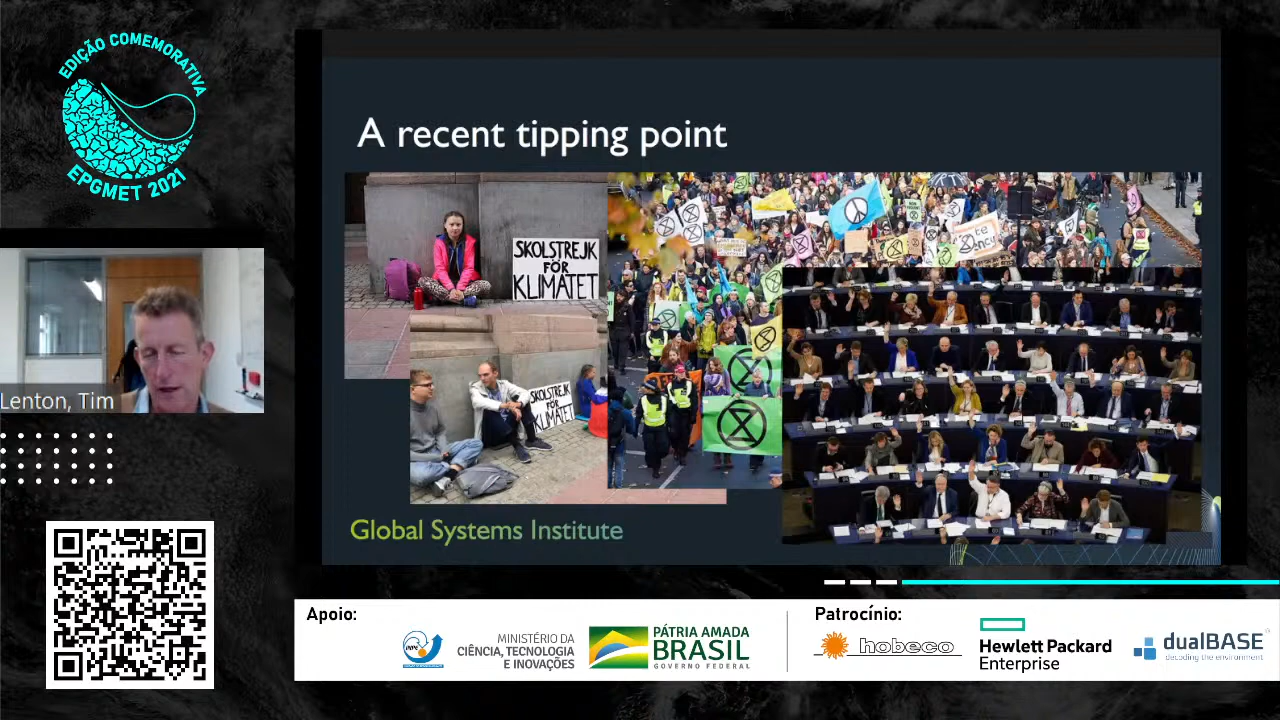 EDIÇÃO COMEMORATIVA
EPGMET 2021
A recent tipping point
SKOLSTREJK
FÖR
KLIMATET
SKOLSTREJK
FÖR
KLIMATET
Lenton, Tim
Global Systems Institute
Apoio:
INPE
MINISTÉRIO DA
CIÊNCIA, TECNOLOGIA
E INOVAÇÕES
PÁTRIA AMADA
BRASIL
GOVERNO FEDERAL
Patrocínio:
hobeco
Hewlett Packard
Enterprise
dualBASE
decoding the environment